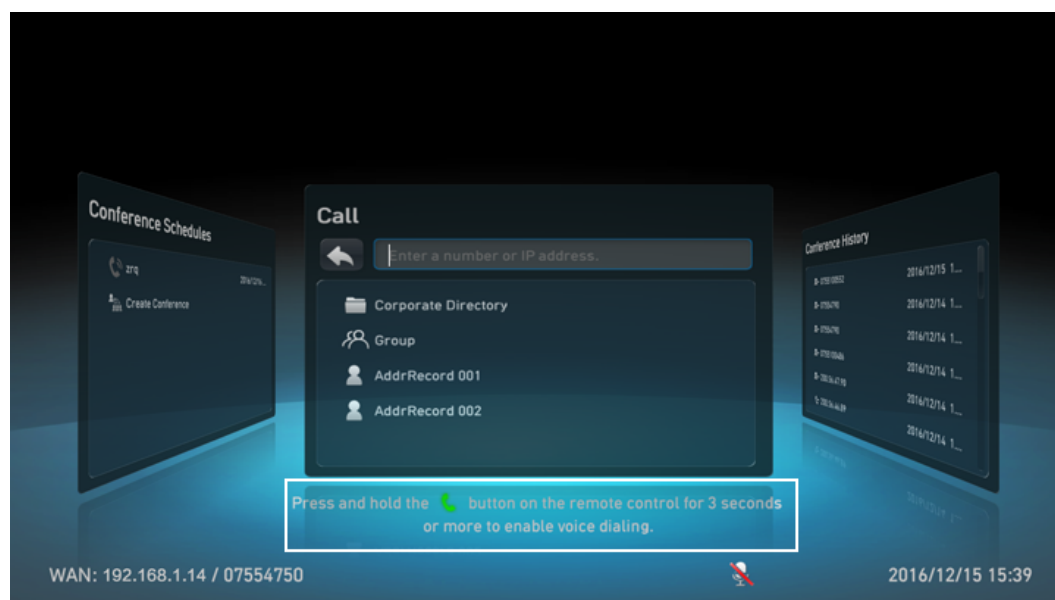 Conference Schedules
zrq
2016/12/15...
Create Conference
Call
Enter a number or IP address.
Corporate Directory
Group
AddrRecord 001
AddrRecord 002
Conference History
2016/12/15 1...
2016/12/14 1...
2016/12/14 1...
2016/12/14 1...
2016/12/14 1...
2016/12/14 1...
Press and hold the button on the remote control for 3 seconds
or more to enable voice dialing.
WAN: 192.168.1.14 / 07554750
2016/12/15 15:39